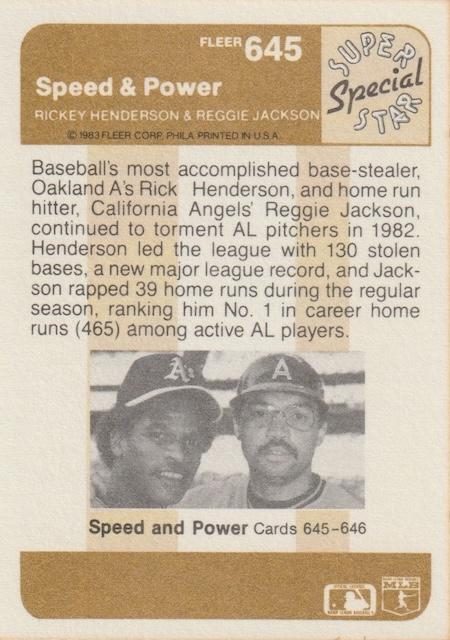 FLEER 645
SUPER
Special
STAR
Speed & Power
RICKEY HENDERSON & REGGIE JACKSON
© 1983 FLEER CORP. PHILA. PRINTED IN U.S.A.
Baseball's most accomplished base-stealer,
Oakland A's Rick Henderson, and home run
hitter, California Angels' Reggie Jackson,
continued to torment AL pitchers in 1982.
Henderson led the league with 130 stolen
bases, a new major league record, and Jack-
son rapped 39 home runs during the regular
season, ranking him No. 1 in career home
runs (465) among active AL players.
A's
A
Speed and Power Cards 645-646
MLB